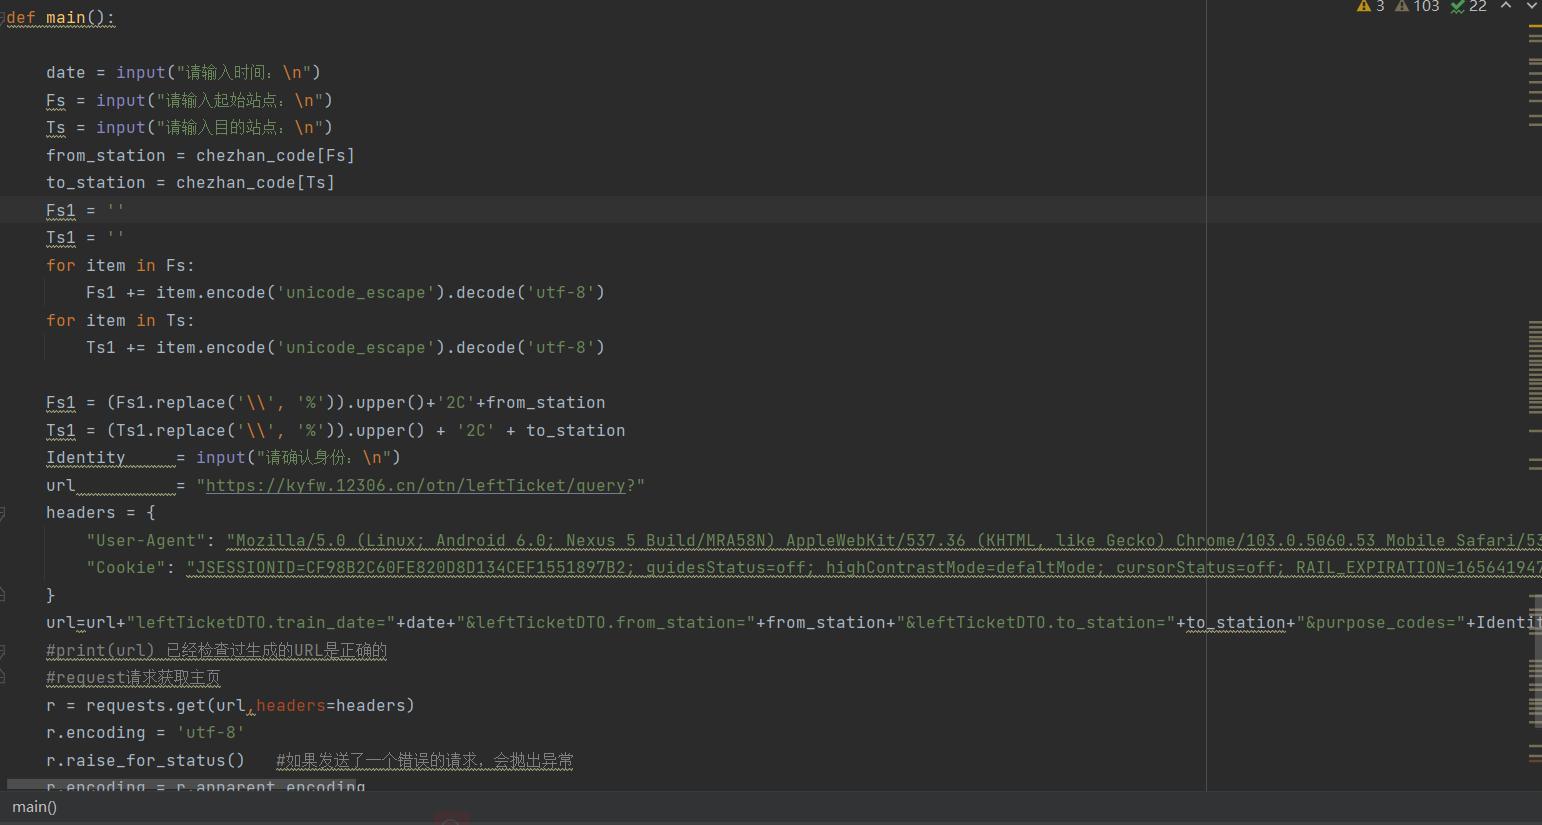 3 103 22
def main():
date = input("请输入时间：\n")
Fs = input("请输入起始站点：\n")
Ts = input("请输入目的站点：\n")
from_station = chezhan_code[Fs]
to_station = chezhan_code[Ts]
Fs1 = ''
Ts1 = ''
for item in Fs:
Fs1 += item.encode('unicode_escape').decode('utf-8')
for item in Ts:
Ts1 += item.encode('unicode_escape').decode('utf-8')
Fs1 = (Fs1.replace('\\', '%')).upper()+'2C'+from_station
Ts1 = (Ts1.replace('\\', '%')).upper() + '2C' + to_station
Identity = input("请确认身份：\n")
url = "https://kyfw.12306.cn/otn/leftTicket/query?"
headers = {
"User-Agent": "Mozilla/5.0 (Linux; Android 6.0; Nexus 5 Build/MRA58N) AppleWebKit/537.36 (KHTML, like Gecko) Chrome/103.0.5060.53 Mobile Safari/53
"Cookie": "JSESSIONID=CF98B2C60FE820D8D134CEF1551897B2; guidesStatus=off; highContrastMode=defaltMode; cursorStatus=off; RAIL_EXPIRATION=165641947
}
url=url+"leftTicketDTO.train_date="+date+"&leftTicketDTO.from_station="+from_station+"&leftTicketDTO.to_station="+to_station+"&purpose_codes="+Identit
#print(url) 已经检查过生成的URL是正确的
#request请求获取主页
r = requests.get(url,headers=headers)
r.encoding = 'utf-8'
r.raise_for_status() #如果发送了一个错误的请求，会抛出异常
r.encoding = r.apparent_encoding
main()